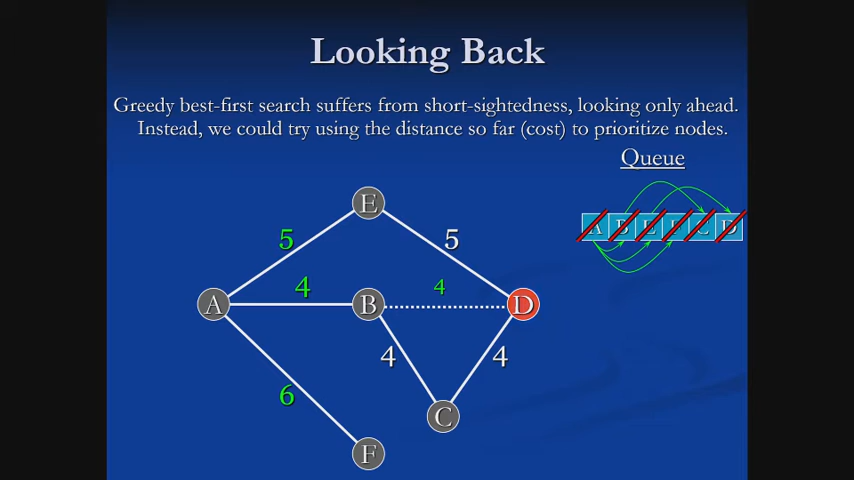 Looking Back
Greedy best-first search suffers from short-sightedness, looking only ahead.
Instead, we could try using the distance so far (cost) to prioritize nodes.
Queue
A B E F C D
E
5
5
4
4
A
B
D
4
4
6
C
F